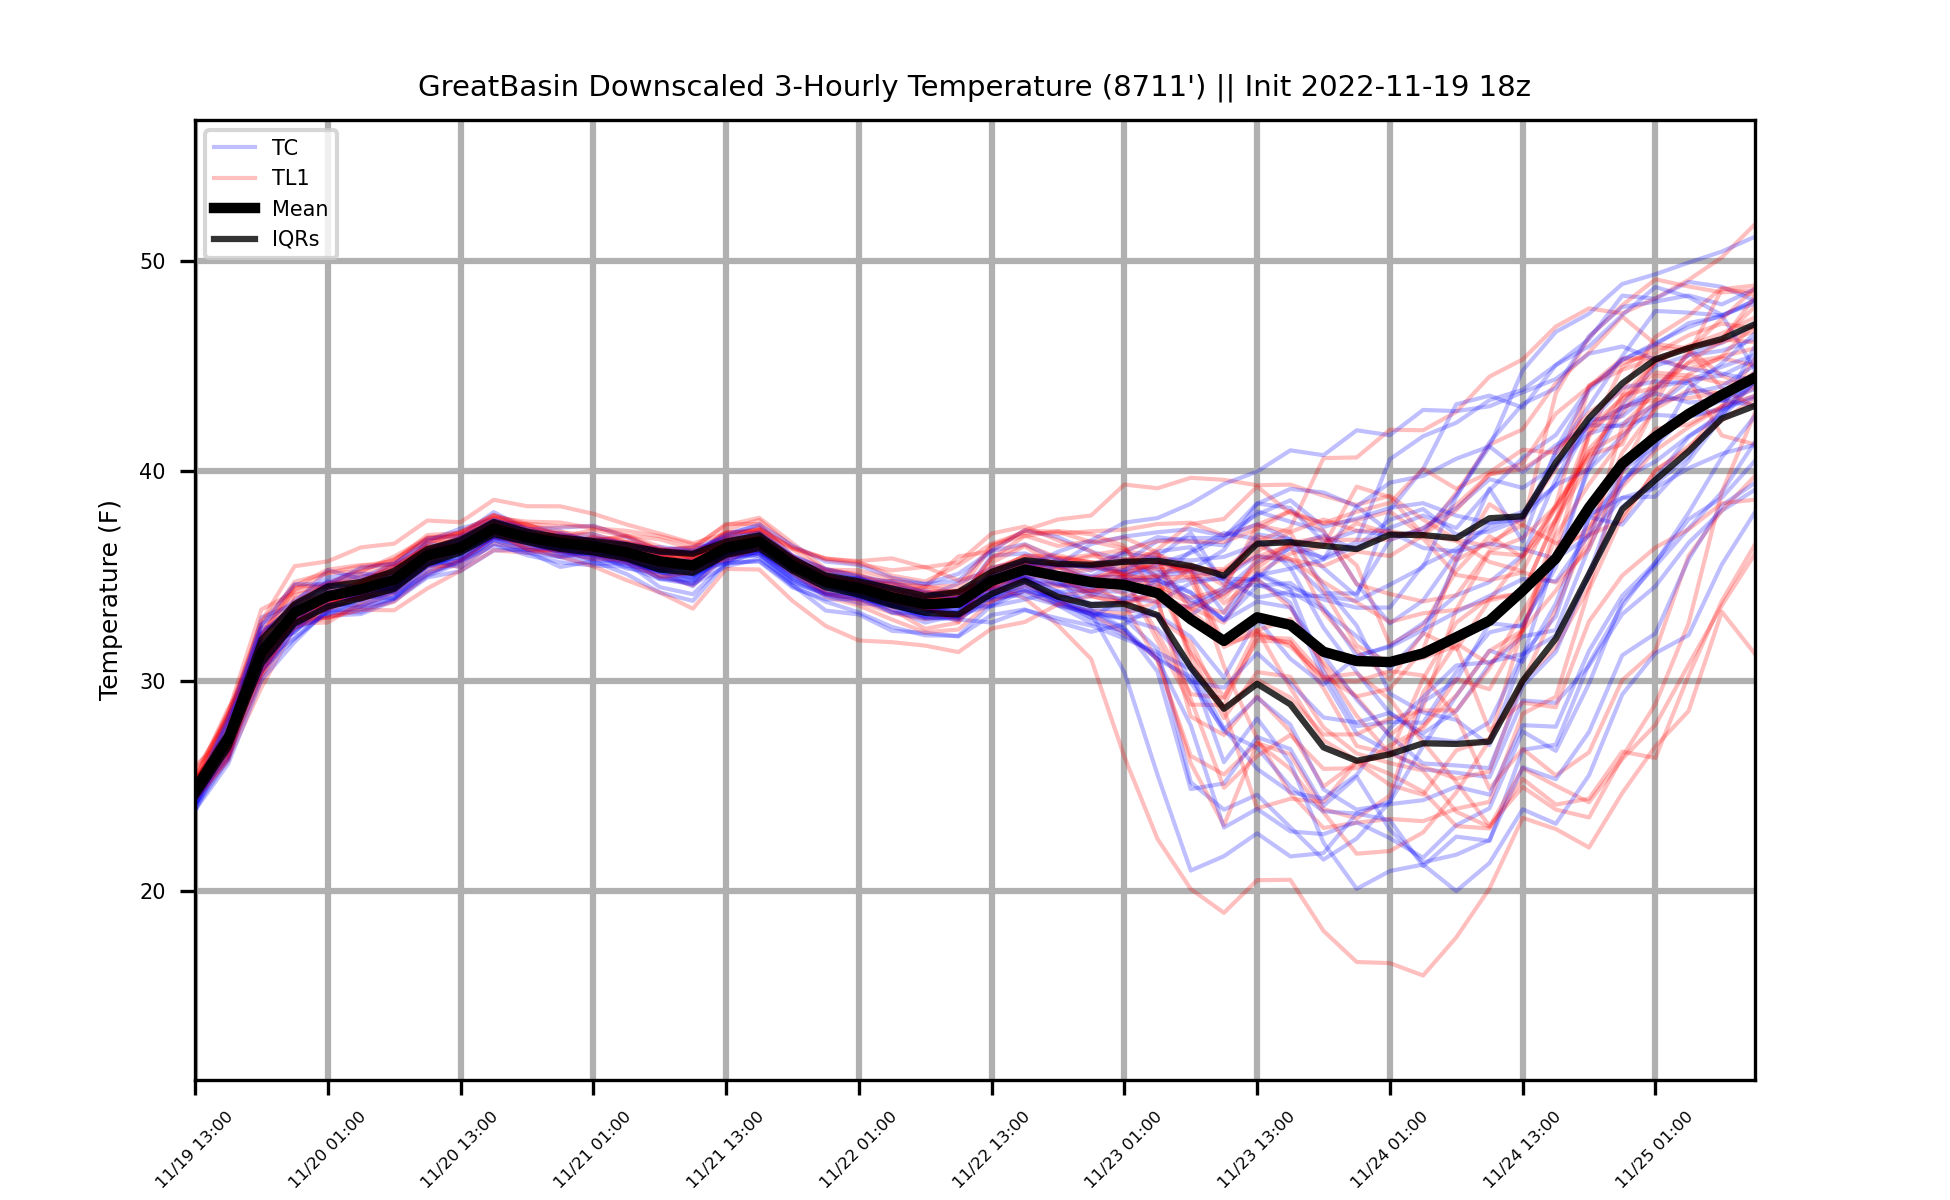 GreatBasin Downscaled 3-Hourly Temperature (8711') || Init 2022-11-19 18z
TC
TL1
Mean
IQRs
Temperature (F)
50
40
30
20
11/19 13:00
11/20 01:00
11/20 13:00
11/21 01:00
11/21 13:00
11/22 01:00
11/22 13:00
11/23 01:00
11/23 13:00
11/24 01:00
11/24 13:00
11/25 01:00